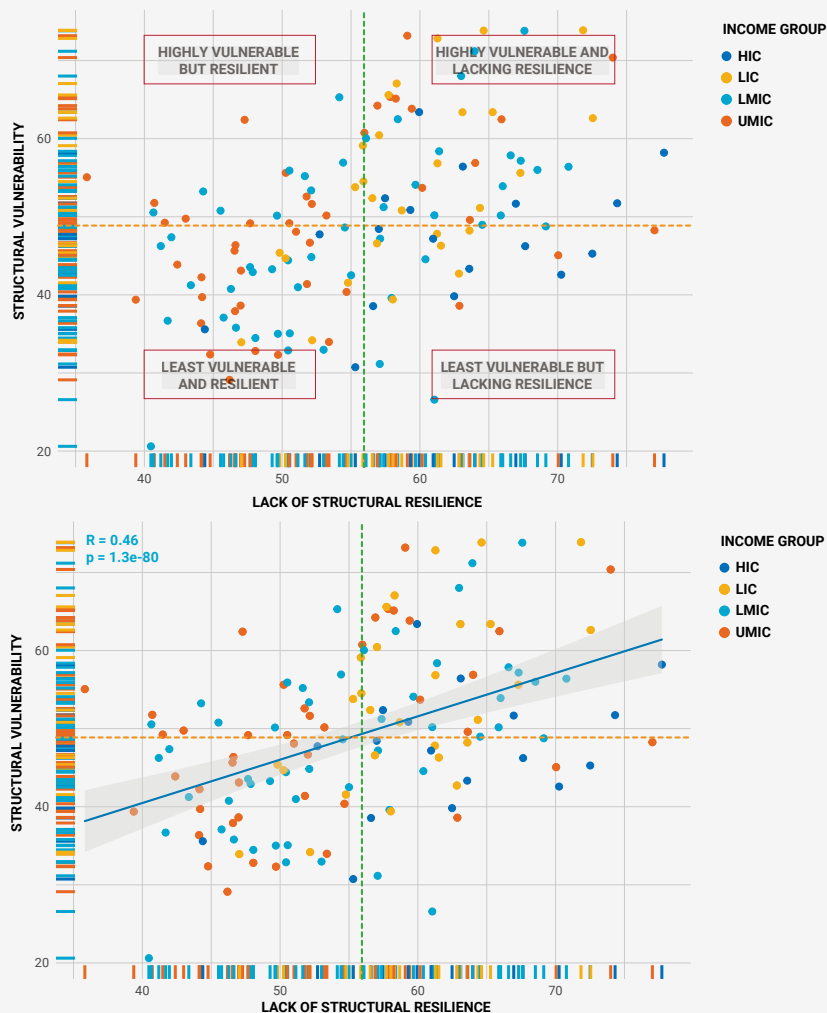 INCOME GROUP
HIC
LIC
LMIC
UMIC
HIGHLY VULNERABLE
BUT RESILIENT
HIGHLY VULNERABLE AND
LACKING RESILIENCE
STRUCTURAL VULNERABILITY
60
40
20
LEAST VULNERABLE
AND RESILIENT
LEAST VULNERABLE BUT
LACKING RESILIENCE
40
50
60
70
LACK OF STRUCTURAL RESILIENCE
R = 0.46
p = 1.3e-80
INCOME GROUP
HIC
LIC
LMIC
UMIC
STRUCTURAL VULNERABILITY
60
40
20
40
50
60
70
LACK OF STRUCTURAL RESILIENCE